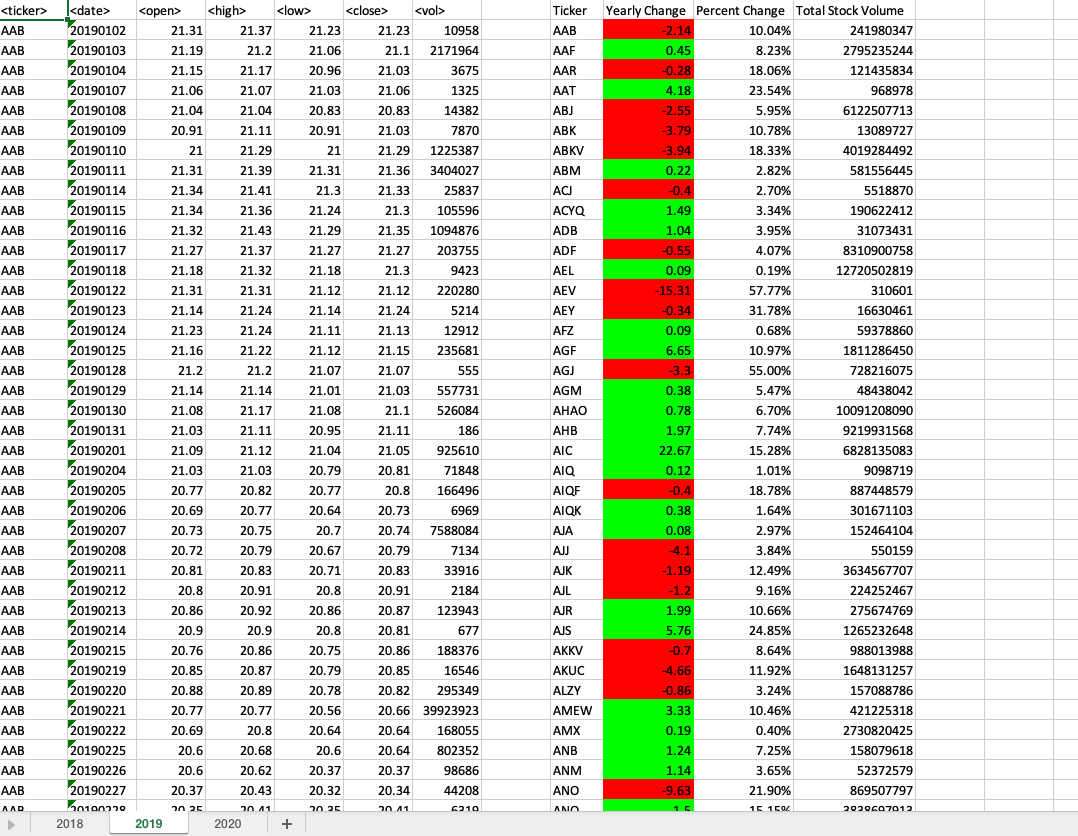 <ticker> <date> <open> <high> <low> <close> <vol> Ticker Yearly Change Percent Change Total Stock Volume
AAB 20190102 21.31 21.37 21.23 21.23 10958 AAB -2.14 10.04% 241980347
AAB 20190103 21.19 21.2 21.06 21.1 2171964 AAF 0.45 8.23% 2795235244
AAB 20190104 21.15 21.17 20.96 21.03 3675 AAR -0.28 18.06% 121435834
AAB 20190107 21.06 21.07 21.03 21.06 1325 AAT 4.18 23.54% 968978
AAB 20190108 21.04 21.04 20.83 20.83 14382 ABJ -2.55 5.95% 6122507713
AAB 20190109 20.91 21.11 20.91 21.03 7870 ABK -3.79 10.78% 13089727
AAB 20190110 21 21.29 21 21.29 1225387 ABKV -3.94 18.33% 4019284492
AAB 20190111 21.31 21.39 21.31 21.36 3404027 ABM 0.22 2.82% 581556445
AAB 20190114 21.34 21.41 21.3 21.33 25837 ACJ -0.4 2.70% 5518870
AAB 20190115 21.34 21.36 21.24 21.3 105596 ACYQ 1.49 3.34% 190622412
AAB 20190116 21.32 21.43 21.29 21.35 1094876 ADB 1.04 3.95% 31073431
AAB 20190117 21.27 21.37 21.27 21.27 203755 ADF -0.55 4.07% 8310900758
AAB 20190118 21.18 21.32 21.18 21.3 9423 AEL 0.09 0.19% 12720502819
AAB 20190122 21.31 21.31 21.12 21.12 220280 AEV -15.31 57.77% 310601
AAB 20190123 21.14 21.24 21.14 21.24 5214 AEY -0.34 31.78% 16630461
AAB 20190124 21.23 21.24 21.11 21.13 12912 AFZ 0.09 0.68% 59378860
AAB 20190125 21.16 21.22 21.12 21.15 235681 AGF 6.65 10.97% 1811286450
AAB 20190128 21.2 21.2 21.07 21.07 555 AGJ -3.3 55.00% 728216075
AAB 20190129 21.14 21.14 21.01 21.03 557731 AGM 0.38 5.47% 48438042
AAB 20190130 21.08 21.17 21.08 21.1 526084 AHAO 0.78 6.70% 10091208090
AAB 20190131 21.03 21.11 20.95 21.11 186 AHB 1.97 7.74% 9219931568
AAB 20190201 21.09 21.12 21.04 21.05 925610 AIC 22.67 15.28% 6828135083
AAB 20190204 21.03 21.03 20.79 20.81 71848 AIQ 0.12 1.01% 9098719
AAB 20190205 20.77 20.82 20.77 20.8 166496 AIQF -0.4 18.78% 887448579
AAB 20190206 20.69 20.77 20.64 20.73 6969 AIQK 0.38 1.64% 301671103
AAB 20190207 20.73 20.75 20.7 20.74 7588084 AJA 0.08 2.97% 152464104
AAB 20190208 20.72 20.79 20.67 20.79 7134 AJJ -4.1 3.84% 550159
AAB 20190211 20.81 20.83 20.71 20.83 33916 AJK -1.19 12.49% 3634567707
AAB 20190212 20.8 20.91 20.8 20.91 2184 AJL -1.2 9.16% 224252467
AAB 20190213 20.86 20.92 20.86 20.87 123943 AJR 1.99 10.66% 275674769
AAB 20190214 20.9 20.9 20.8 20.81 677 AJS 5.76 24.85% 1265232648
AAB 20190215 20.76 20.86 20.75 20.86 188376 AKKV -0.7 8.64% 988013988
AAB 20190219 20.85 20.87 20.79 20.85 16546 AKUC -4.66 11.92% 1648131257
AAB 20190220 20.88 20.89 20.78 20.82 295349 ALZY -0.86 3.24% 157088786
AAB 20190221 20.77 20.77 20.56 20.66 39923923 AMEW 3.33 10.46% 421225318
AAB 20190222 20.69 20.8 20.64 20.64 168055 AMX 0.19 0.40% 2730820425
AAB 20190225 20.6 20.68 20.6 20.64 802352 ANB 1.24 7.25% 158079618
AAB 20190226 20.6 20.62 20.37 20.37 98686 ANM 1.14 3.65% 52372579
AAB 20190227 20.37 20.43 20.32 20.34 44208 ANO -9.63 21.90% 869507797
AAB 20190228 20.35 20.41 20.35 20.41 6319 1.5 15.15%
2018 2019 2020 +